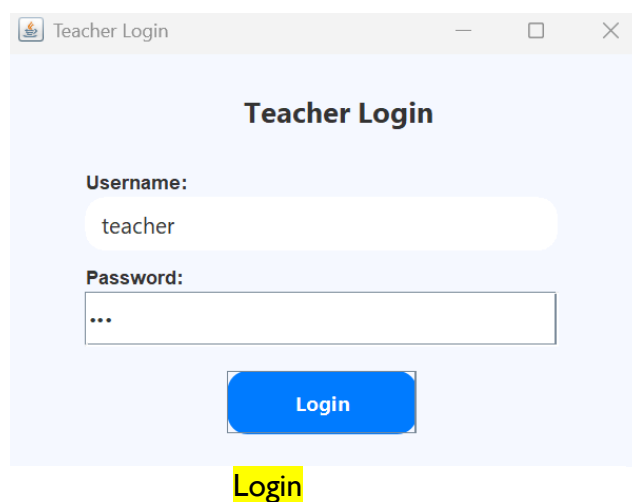 Teacher Login
Teacher Login
Username:
teacher
Password:
•••
Login
Login